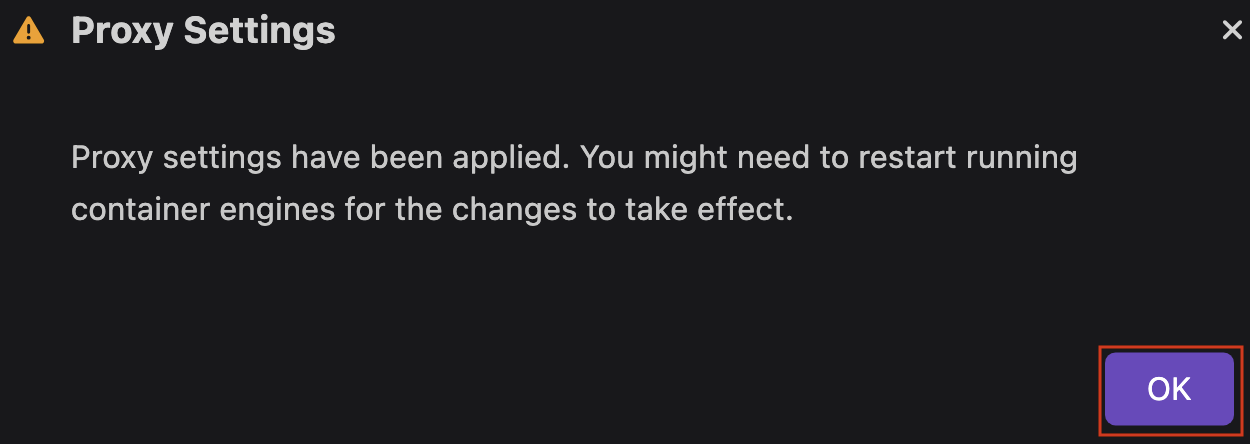 Proxy Settings
Proxy settings have been applied. You might need to restart running
container engines for the changes to take effect.
OK